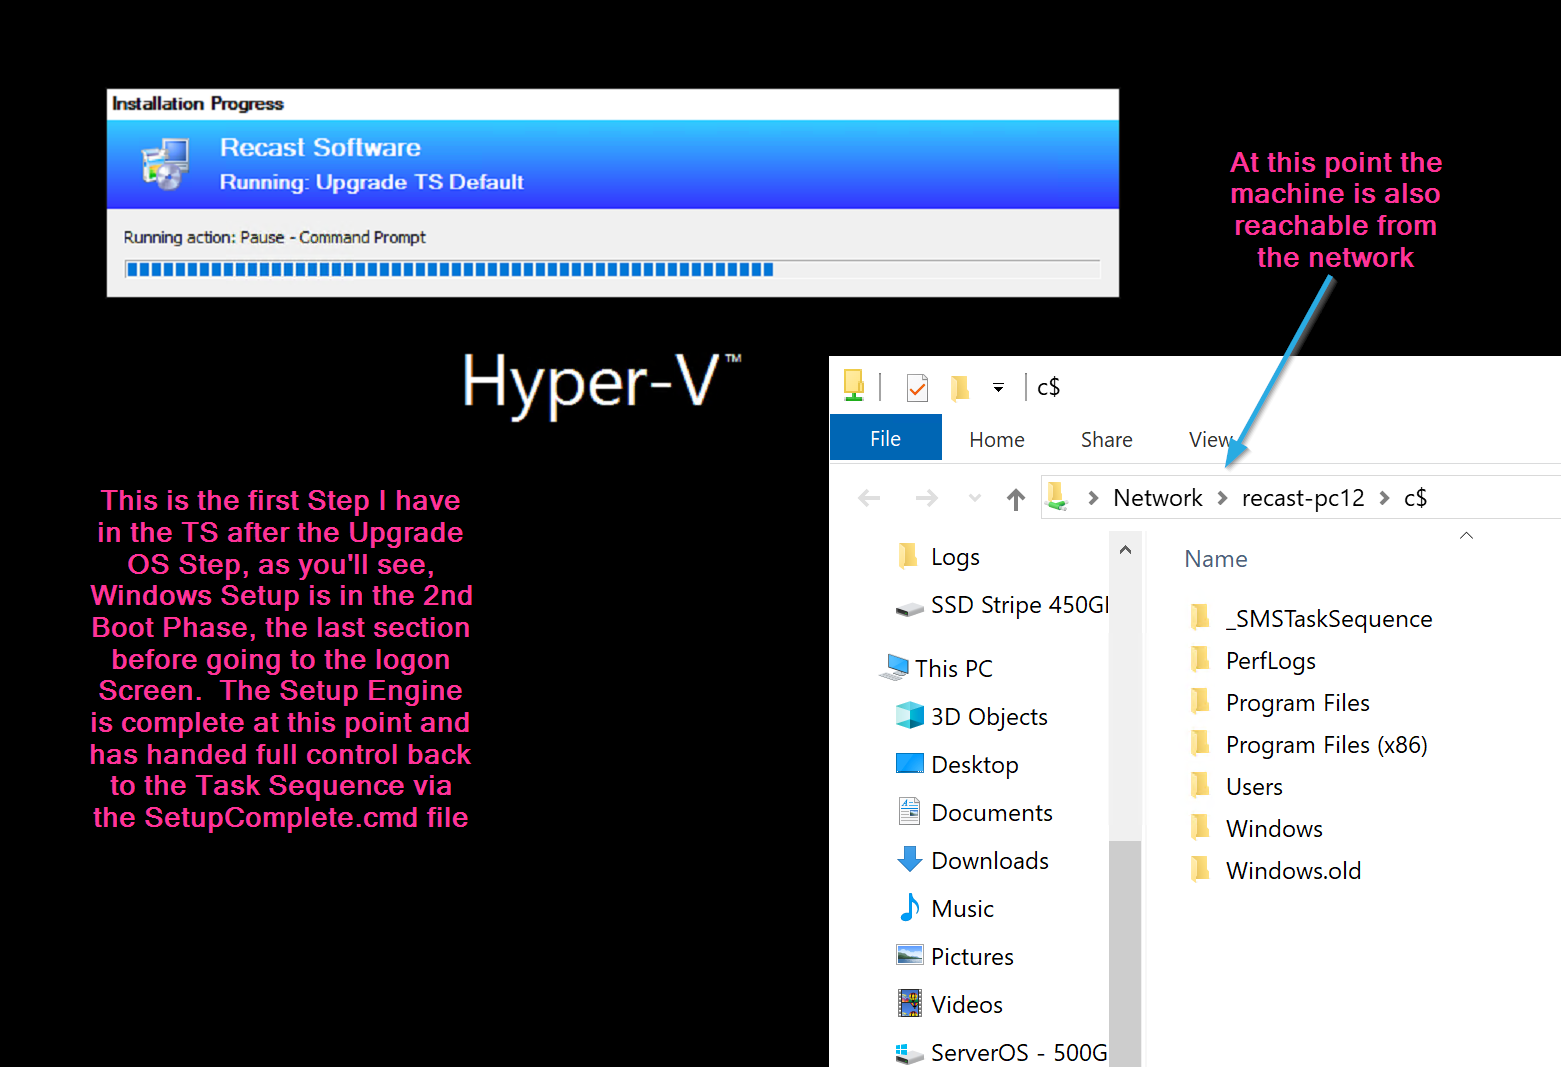 Installation Progress
Recast Software
Running: Upgrade TS Default
Running action: Pause - Command Prompt
At this point the
machine is also
reachable from
the network
Hyper-V™
This is the first Step I have
in the TS after the Upgrade
OS Step, as you'll see,
Windows Setup is in the 2nd
Boot Phase, the last section
before going to the logon
Screen.  The Setup Engine
is complete at this point and
has handed full control back
to the Task Sequence via
the SetupComplete.cmd file
c$
File Home Share View
Network recast-pc12 c$
Logs
SSD Stripe 450G
This PC
3D Objects
Desktop
Documents
Downloads
Music
Pictures
Videos
ServerOS - 500G
Name
_SMSTaskSequence
PerfLogs
Program Files
Program Files (x86)
Users
Windows
Windows.old